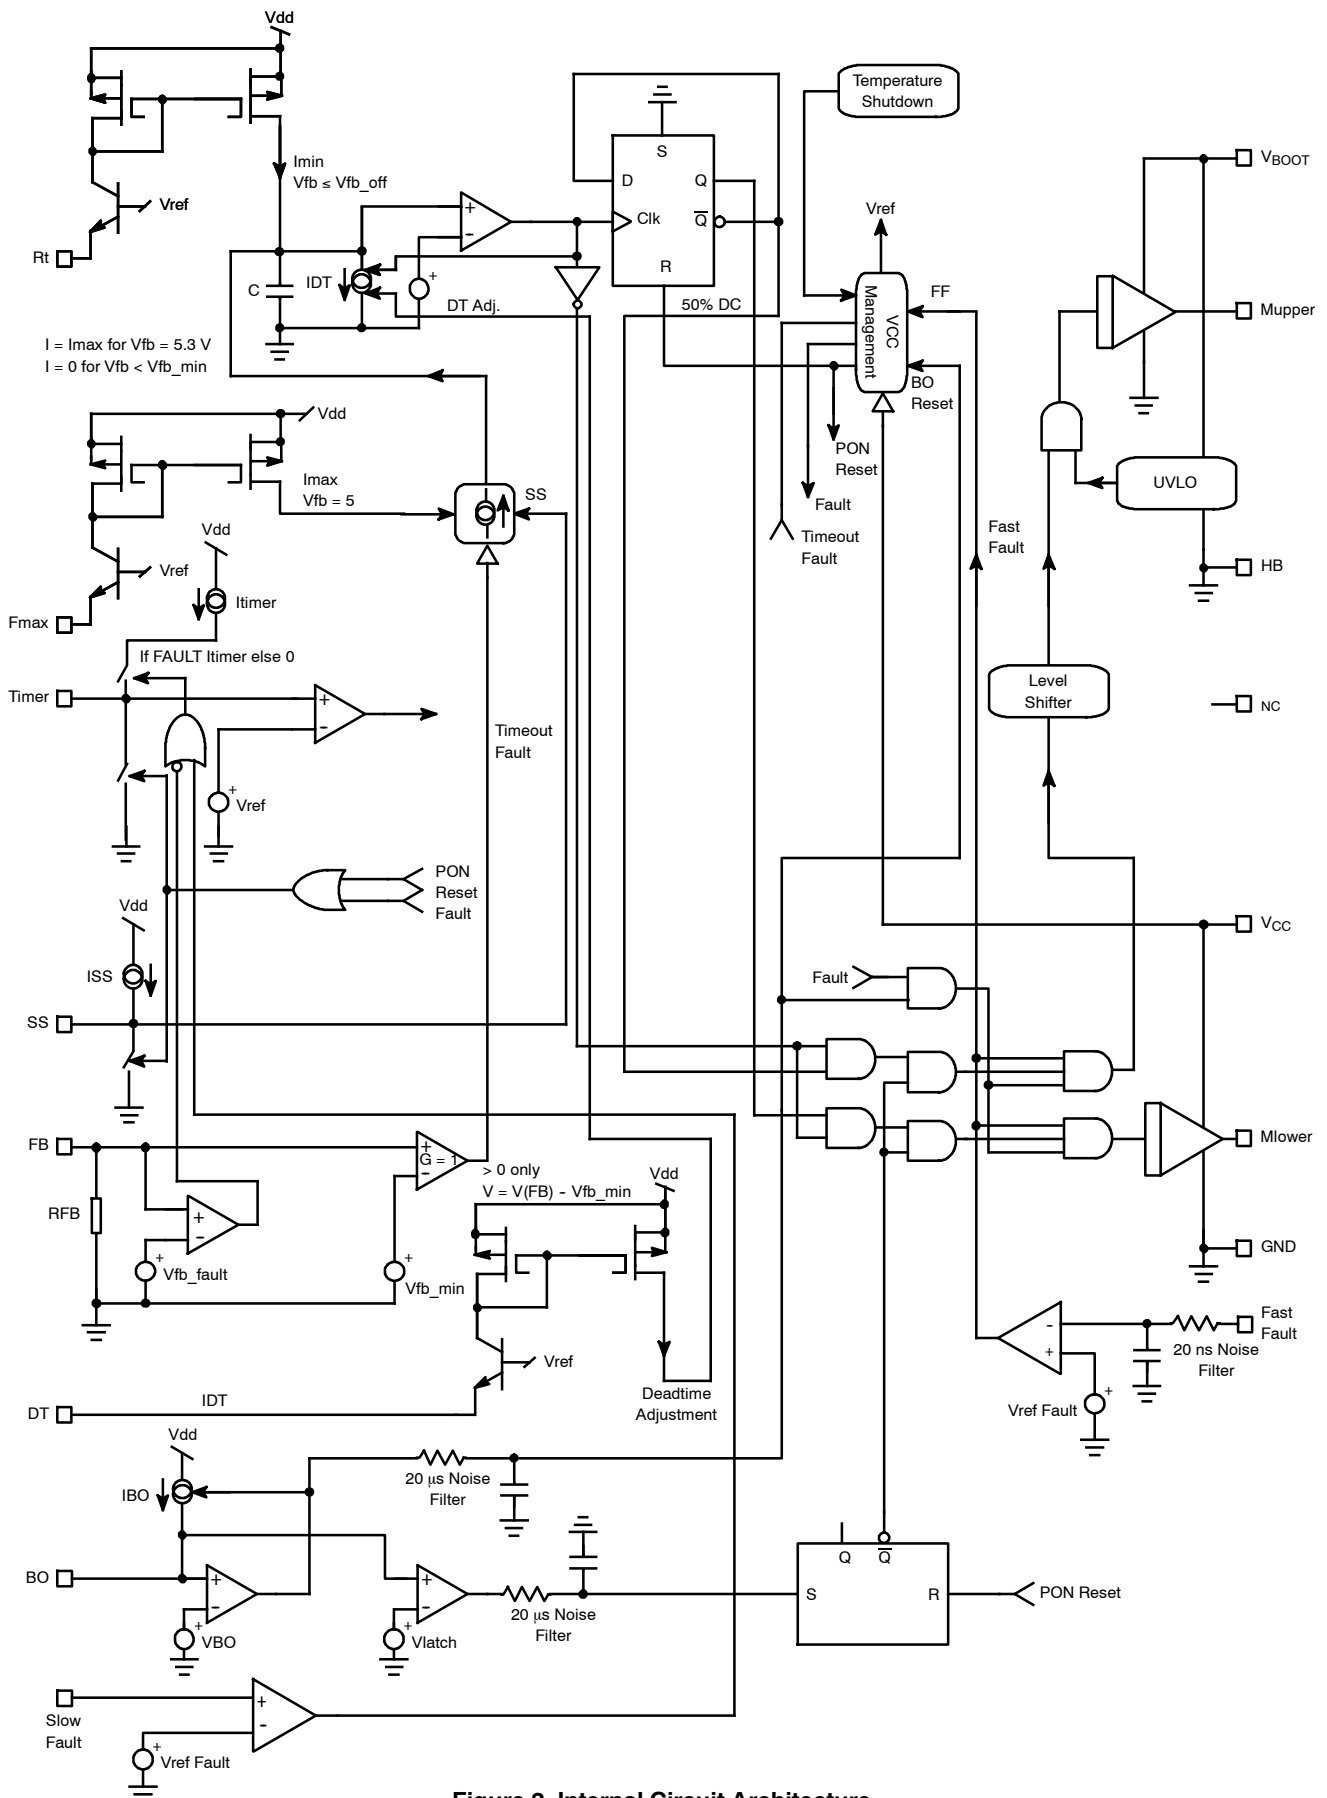 Vdd
Temperature
Shutdown
S
D
Q
VBOOT
Imin
Vfb ≤ Vfb_off
Vref
+
-
Clk
Q
Vref
Rt
R
IDT
+
C
DT Adj.
50% DC
FF
VCC
Management
Mupper
I = Imax for Vfb = 5.3 V
I = 0 for Vfb < Vfb_min
BO
Reset
Vdd
PON
Reset
Imax
Vfb = 5
SS
Fault
UVLO
Vdd
Timeout
Fault
Fast
Fault
Vref
HB
Itimer
Fmax
If FAULT Itimer else 0
Timer
+
-
Level
Shifter
NC
Timeout
Fault
+
Vref
PON
Reset
Fault
Vdd
VCC
ISS
Fault
SS
FB
+
G = 1
-
> 0 only
V = V(FB) - Vfb_min
Vdd
Mlower
RFB
+
-
+
Vfb_fault
+
Vfb_min
GND
Fast
Fault
-
+
20 ns Noise
Filter
Vref
IDT
DT
Deadtime
Adjustment
+
Vref Fault
Vdd
IBO
20 µs Noise
Filter
BO
+
-
+
-
Q
Q
S
R
PON Reset
20 µs Noise
Filter
+
VBO
+
Vlatch
Slow
Fault
+
-
+
Vref Fault
Figure 2. Internal Circuit Architecture